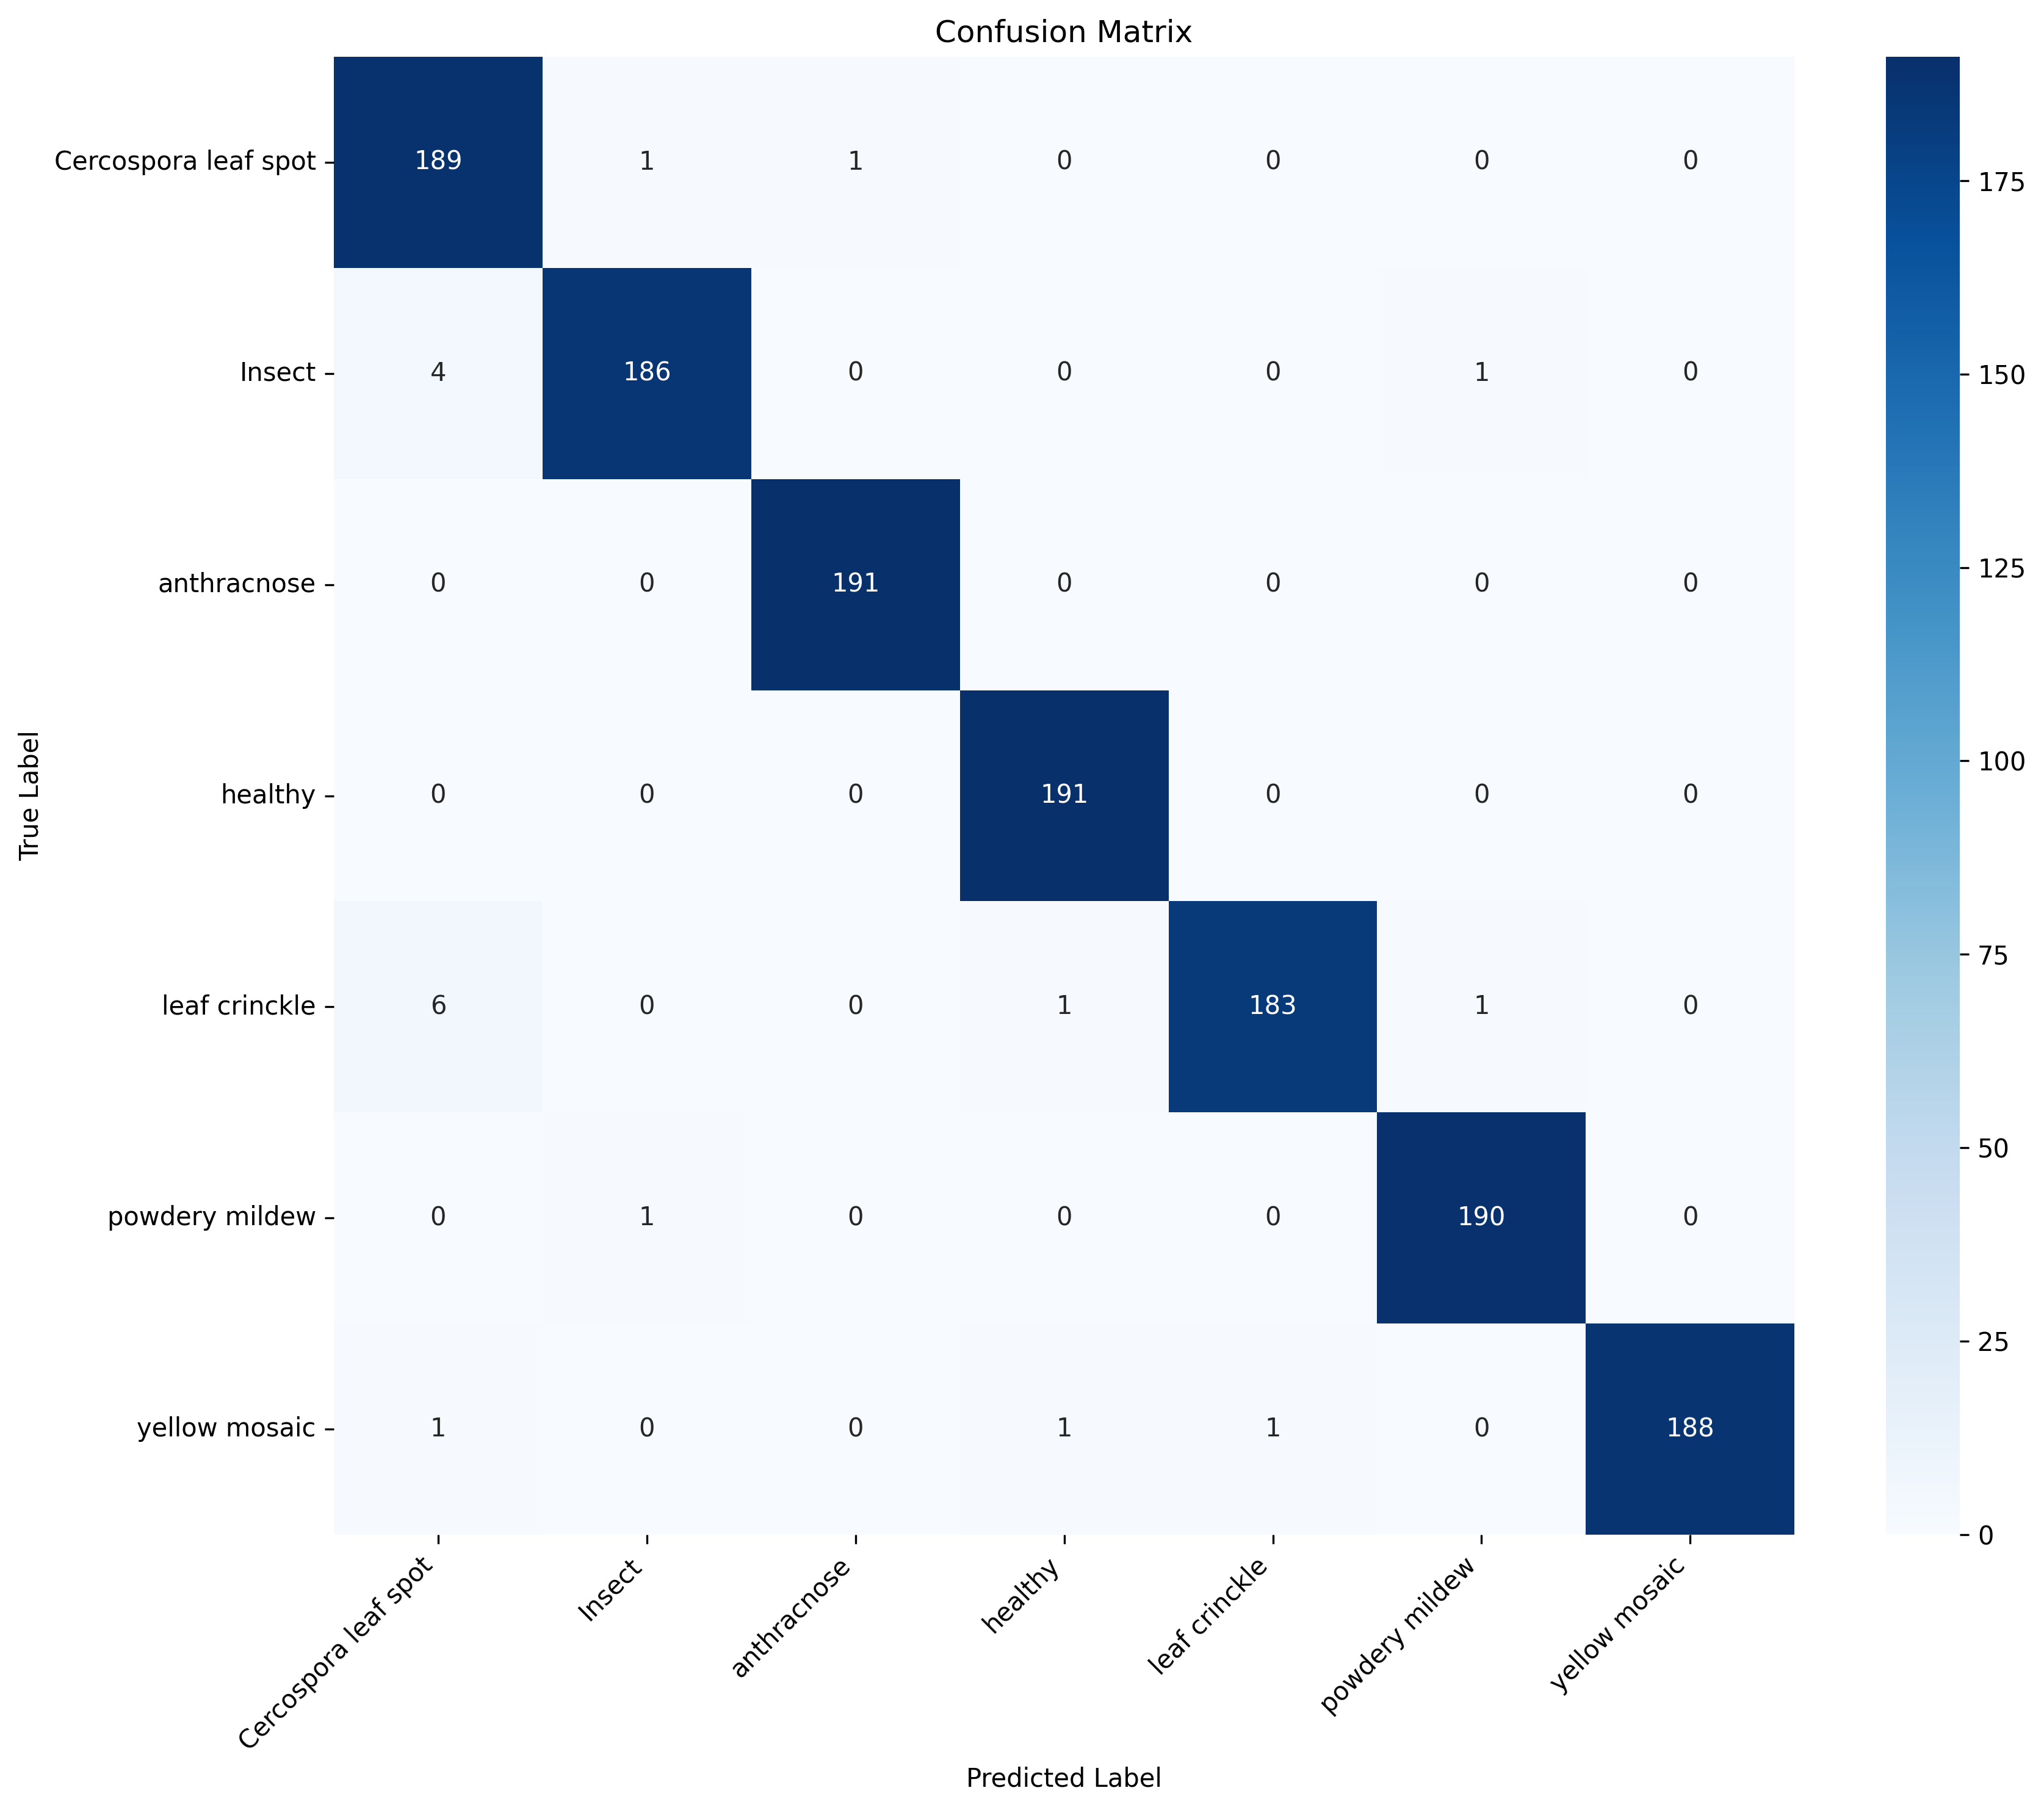 Confusion Matrix
True Label
Cercospora leaf spot 189 1 1 0 0 0 0
Insect 4 186 0 0 0 1 0
anthracnose 0 0 191 0 0 0 0
healthy 0 0 0 191 0 0 0
leaf crinckle 6 0 0 1 183 1 0
powdery mildew 0 1 0 0 0 190 0
yellow mosaic 1 0 0 1 1 0 188
Cercospora leaf spot Insect anthracnose healthy leaf crinckle powdery mildew yellow mosaic
Predicted Label
175
150
125
100
75
50
25
0